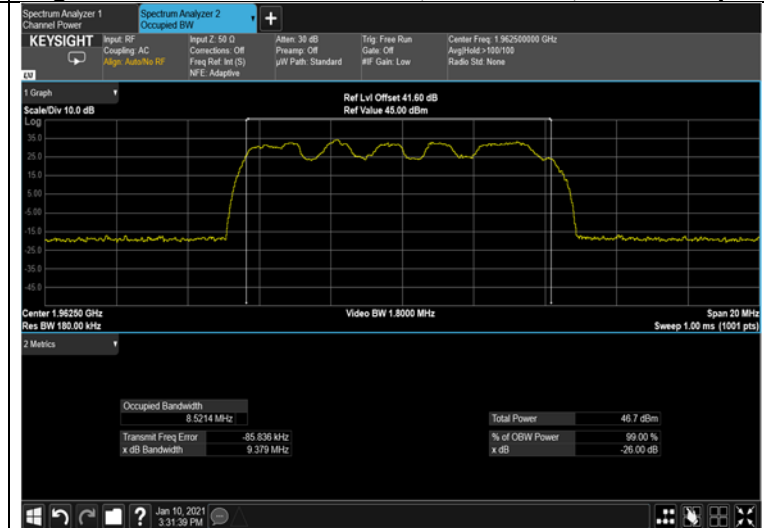 Spectrum Analyzer 1
Channel Power
Spectrum Analyzer 2
Occupied BW
+
KEYSIGHT
Input: RF
Coupling: AC
Align: Auto/No RF
Input Z: 50 Ω
Corrections: Off
Freq Ref: Int (S)
NFE: Adaptive
Atten: 30 dB
Preamp: Off
µW Path: Standard
Trig: Free Run
Gate: Off
#IF Gain: Low
Center Freq: 1.962500000 GHz
Avg|Hold:>100/100
Radio Std: None
1 Graph
Scale/Div 10.0 dB
Ref Lvl Offset 41.60 dB
Ref Value 45.00 dBm
Log
35.0
25.0
15.0
5.00
-5.00
-15.0
-25.0
-35.0
-45.0
Center 1.96250 GHz
Res BW 180.00 kHz
Video BW 1.8000 MHz
Span 20 MHz
Sweep 1.00 ms (1001 pts)
2 Metrics
Occupied Bandwidth
8.5214 MHz
Transmit Freq Error -85.836 kHz
x dB Bandwidth 9.379 MHz
Total Power 46.7 dBm
% of OBW Power 99.00 %
x dB -26.00 dB
?
Jan 10, 2021
3:31:39 PM